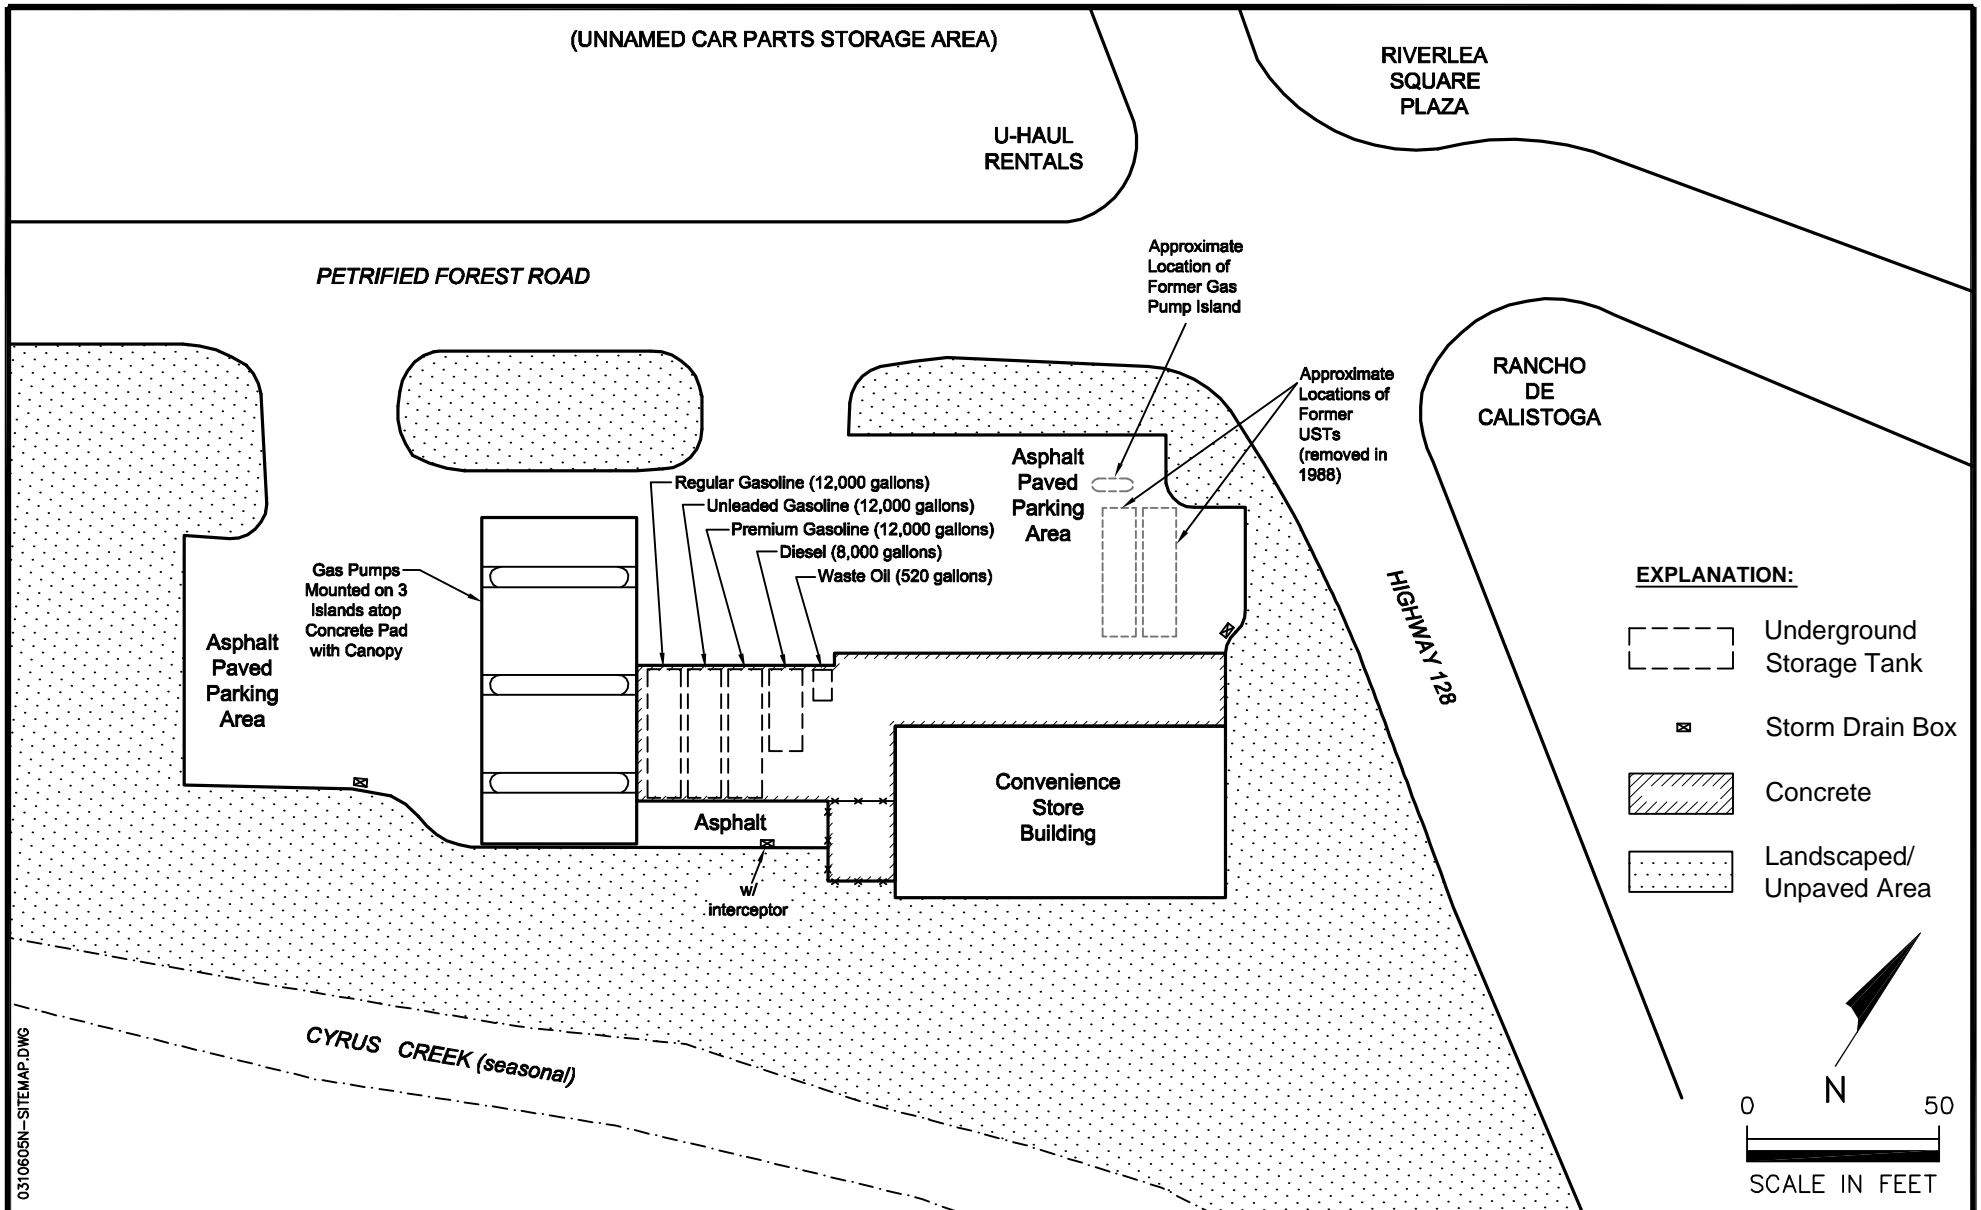 (UNNAMED CAR PARTS STORAGE AREA)
RIVERLEA
SQUARE
PLAZA
U-HAUL
RENTALS
PETRIFIED FOREST ROAD
Approximate
Location of
Former Gas
Pump Island
Approximate
Locations of
Former
USTs
(removed in
1988)
RANCHO
DE
CALISTOGA
Asphalt
Paved
Parking
Area
Regular Gasoline (12,000 gallons)
Unleaded Gasoline (12,000 gallons)
Premium Gasoline (12,000 gallons)
Diesel (8,000 gallons)
Waste Oil (520 gallons)
Gas Pumps
Mounted on 3
Islands atop
Concrete Pad
with Canopy
Asphalt
Paved
Parking
Area
HIGHWAY 128
EXPLANATION:
Underground
Storage Tank
Storm Drain Box
Concrete
Landscaped/
Unpaved Area
Convenience
Store
Building
Asphalt
w/
interceptor
CYRUS CREEK (seasonal)
N
0 50
SCALE IN FEET
0310605N-SITEMAP.DWG